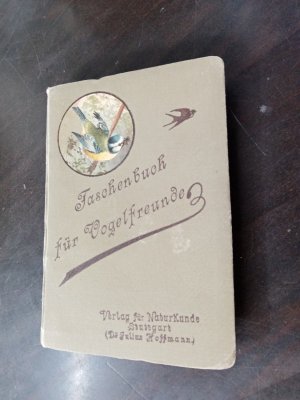 Taschenbuch
für Vogelfreunde
Verlag für Naturkunde
Stuttgart
(Dr Julius Hoffmann)